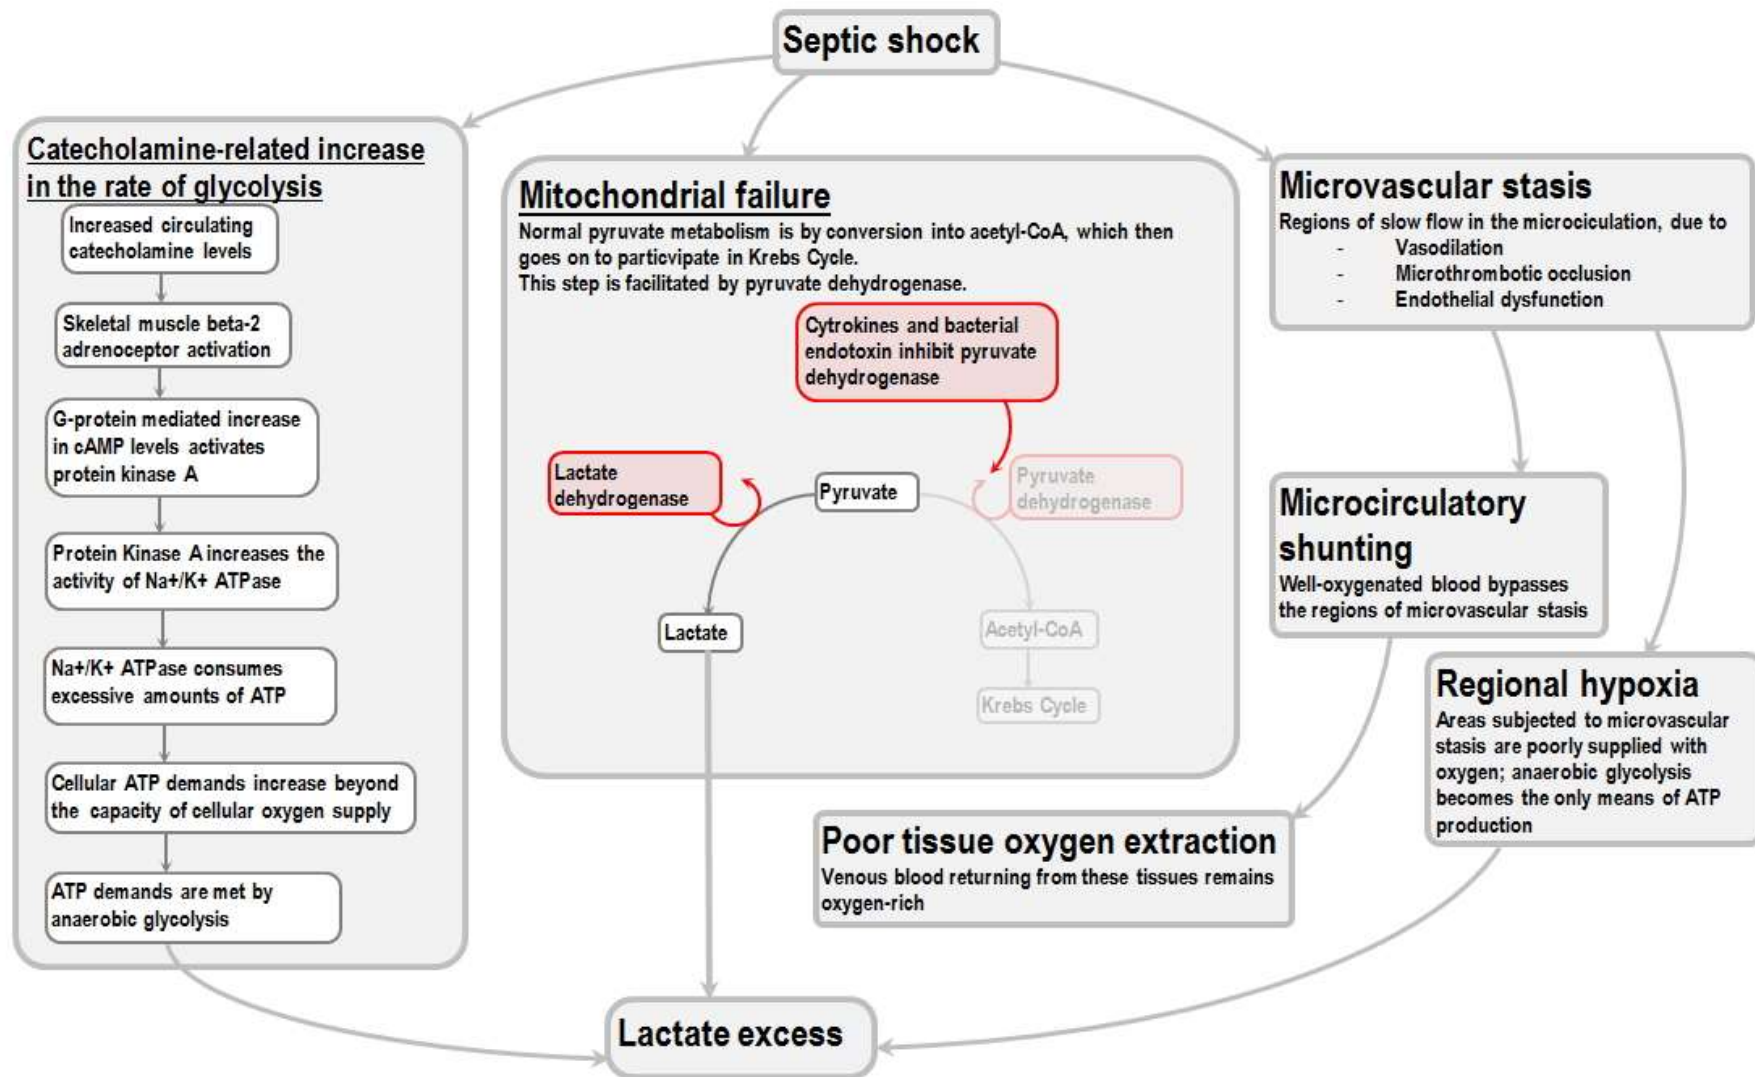 Septic shock
Catecholamine-related increase
in the rate of glycolysis
Increased circulating
catecholamine levels
Skeletal muscle beta-2
adrenoceptor activation
G-protein mediated increase
in cAMP levels activates
protein kinase A
Protein Kinase A increases the
activity of Na+/K+ ATPase
Na+/K+ ATPase consumes
excessive amounts of ATP
Cellular ATP demands increase beyond
the capacity of cellular oxygen supply
ATP demands are met by
anaerobic glycolysis
Mitochondrial failure
Normal pyruvate metabolism is by conversion into acetyl-CoA, which then
goes on to particvipate in Krebs Cycle.
This step is facilitated by pyruvate dehydrogenase.
Cytrokines and bacterial
endotoxin inhibit pyruvate
dehydrogenase
Lactate
dehydrogenase
Pyruvate
Pyruvate
dehydrogenase
Lactate
Acetyl-CoA
Krebs Cycle
Microvascular stasis
Regions of slow flow in the microciculation, due to
- Vasodilation
- Microthrombotic occlusion
- Endothelial dysfunction
Microcirculatory
shunting
Well-oxygenated blood bypasses
the regions of microvascular stasis
Regional hypoxia
Areas subjected to microvascular
stasis are poorly supplied with
oxygen; anaerobic glycolysis
becomes the only means of ATP
production
Poor tissue oxygen extraction
Venous blood returning from these tissues remains
oxygen-rich
Lactate excess